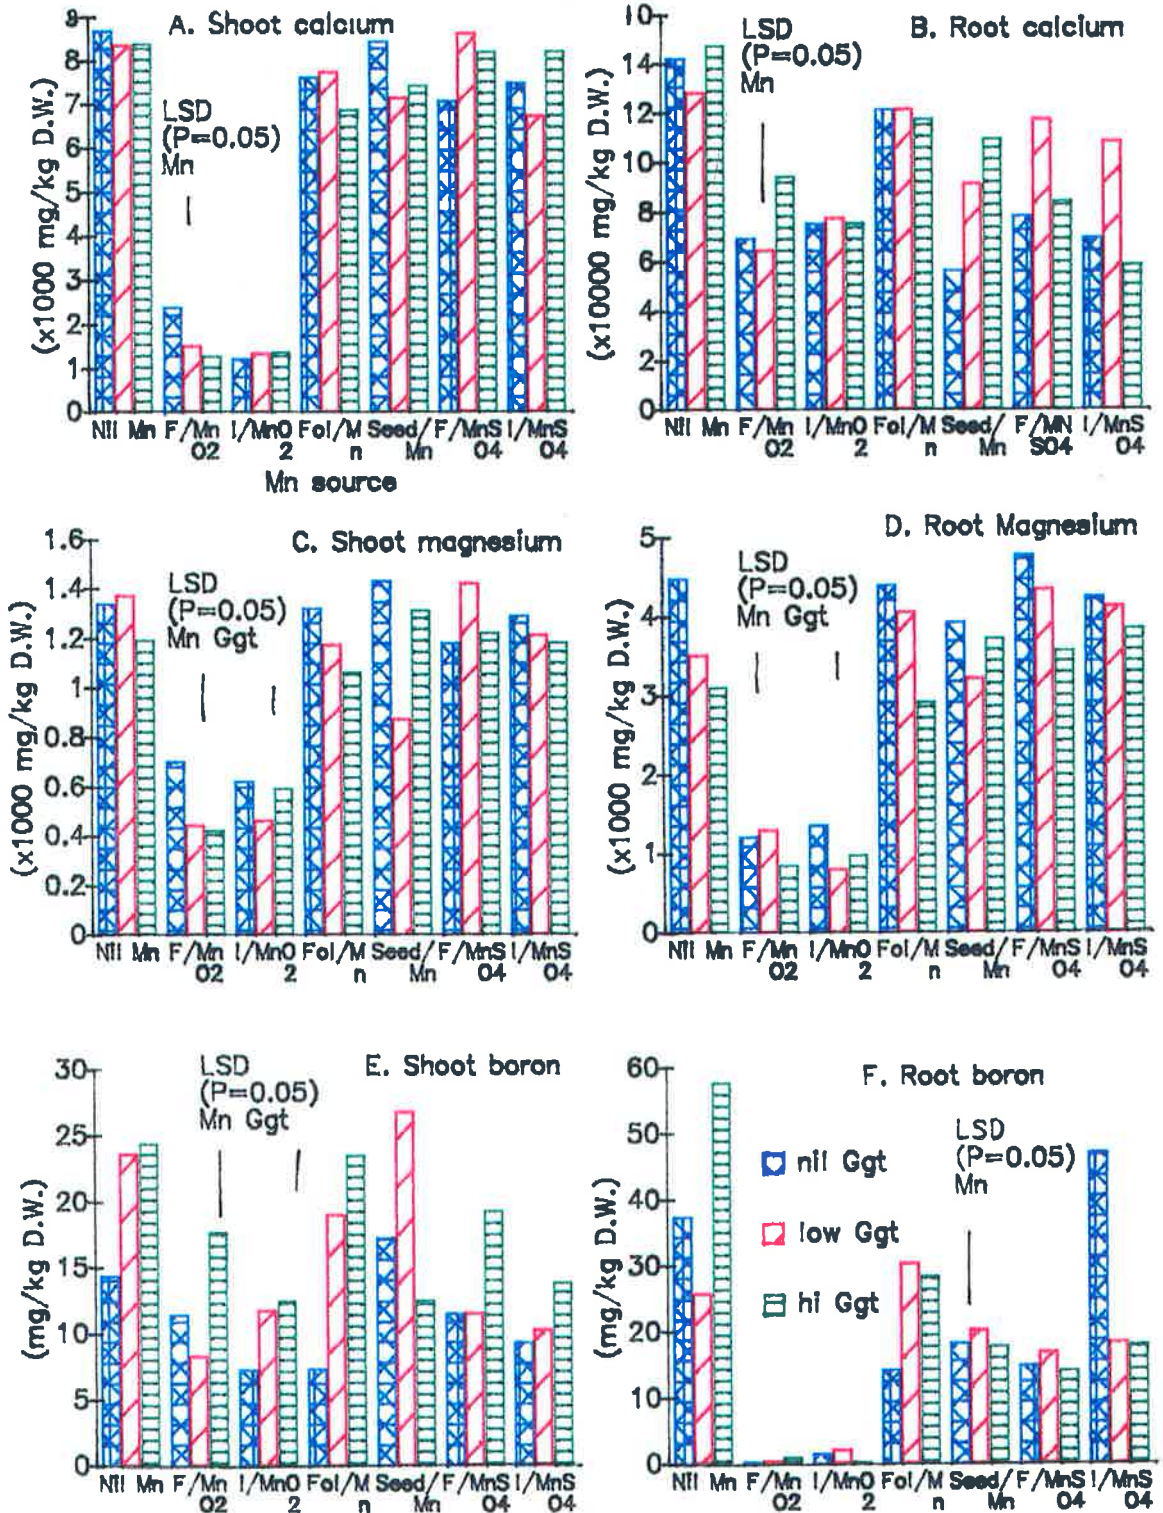 A. Shoot calcium
(x1000 mg/kg D.W.)
9
8
7
6
5
4
3
2
1
0
LSD
(P=0.05)
Mn
Nil Mn F/Mn I/MnO Fol/M Seed/ F/MnS I/MnS
O2 2 n Mn O4 O4
Mn source
B. Root calcium
(x10000 mg/kg D.W.)
10
14
12
10
8
6
4
2
0
LSD
(P=0.05)
Mn
Nil Mn F/Mn I/MnO Fol/M Seed/ F/MN I/MnS
O2 2 n Mn SO4 O4
C. Shoot magnesium
(x1000 mg/kg D.W.)
1.6
1.4
1.2
1
0.8
0.6
0.4
0.2
0
LSD
(P=0.05)
Mn Ggt
Nil Mn F/Mn I/MnO Fol/M Seed/ F/MnS I/MnS
O2 2 n Mn O4 O4
D. Root Magnesium
(x1000 mg/kg D.W.)
5
4
3
2
1
0
LSD
(P=0.05)
Mn Ggt
Nil Mn F/Mn I/MnO Fol/M Seed/ F/MnS I/MnS
O2 2 n Mn O4 O4
E. Shoot boron
(mg/kg D.W.)
30
25
20
15
10
5
0
LSD
(P=0.05)
Mn Ggt
Nil Mn F/Mn I/MnO Fol/M Seed/ F/MnS I/MnS
O2 2 n Mn O4 O4
F. Root boron
(mg/kg D.W.)
60
50
40
30
20
10
0
LSD
(P=0.05)
Mn
nil Ggt
low Ggt
hi Ggt
Nil Mn F/Mn I/MnO Fol/M Seed/ F/MnS I/MnS
O2 2 n Mn O4 O4